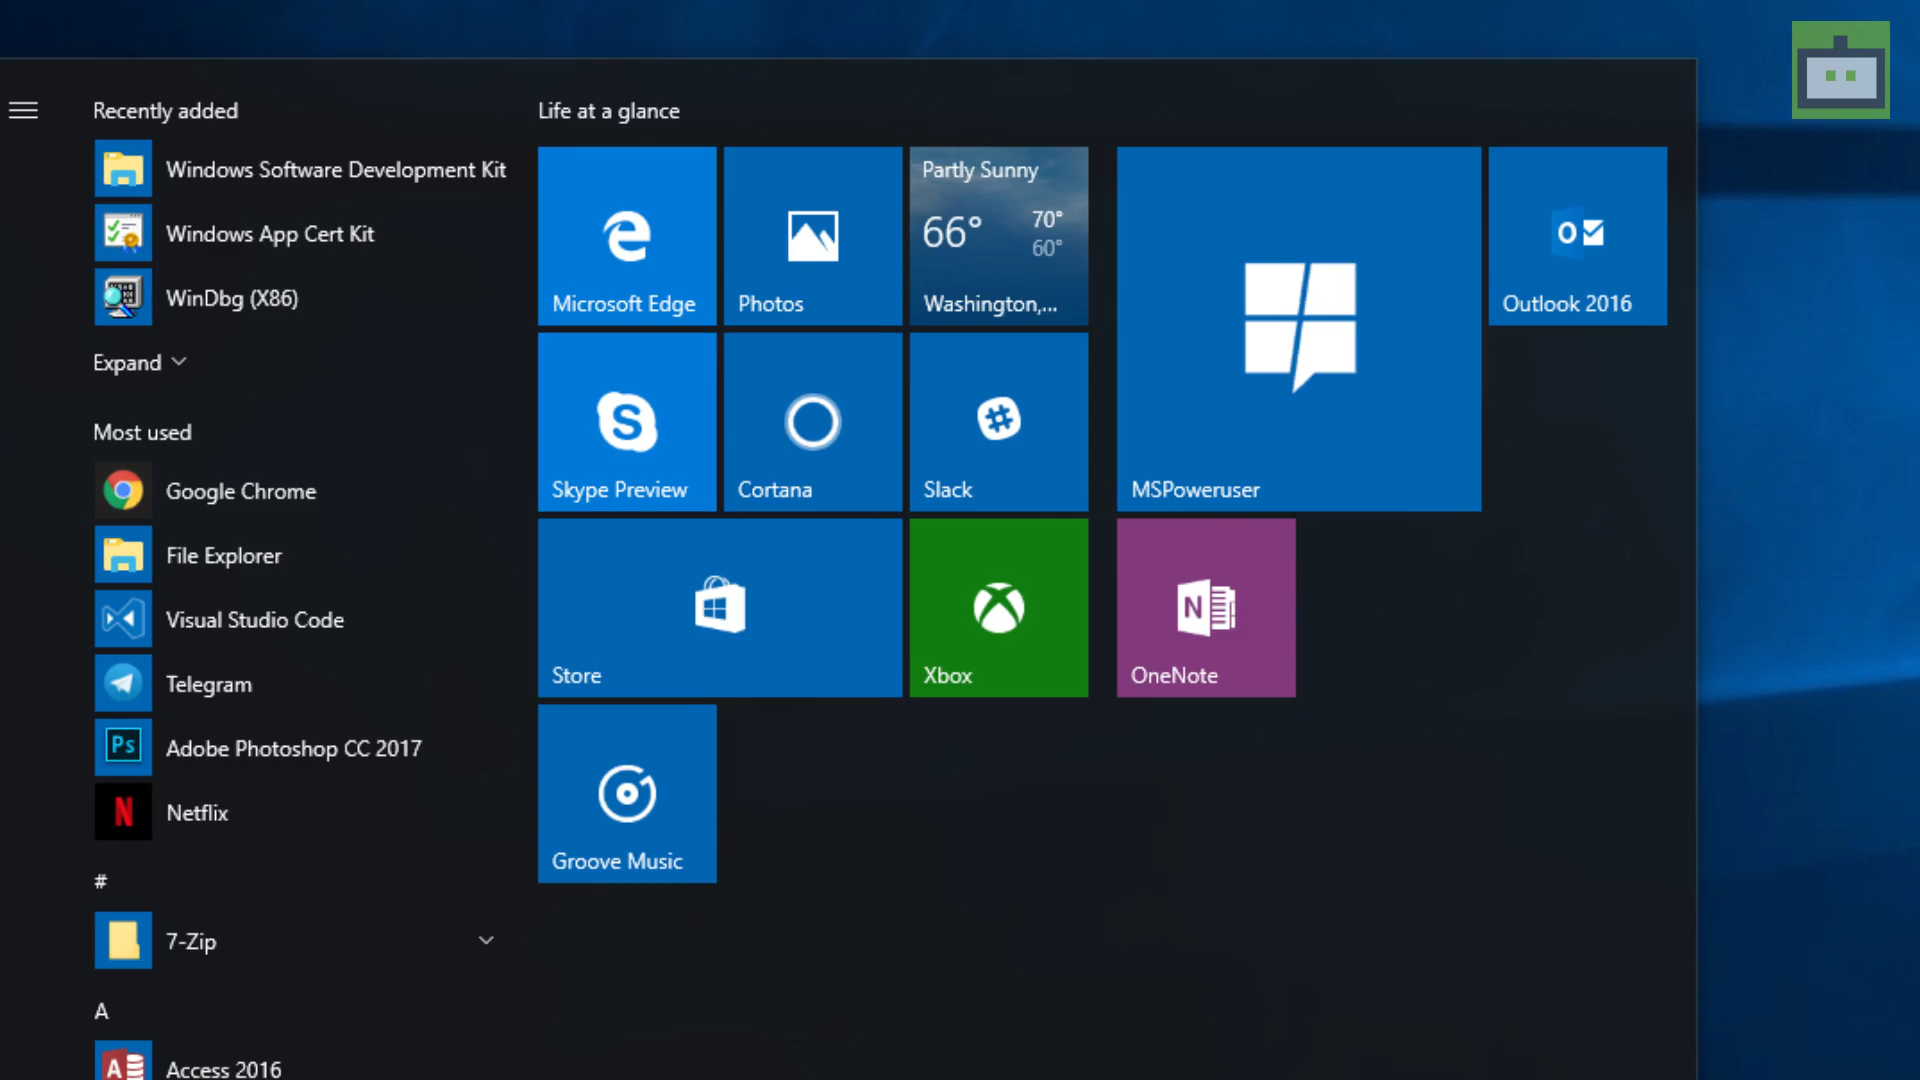 Recently added
Windows Software Development Kit
Windows App Cert Kit
WinDbg (X86)
Expand
Most used
Google Chrome
File Explorer
Visual Studio Code
Telegram
Ps
Adobe Photoshop CC 2017
N
Netflix
#
7-Zip
A
A
Access 2016
Life at a glance
Microsoft Edge
Photos
Partly Sunny
66° 70°
60°
Washington,...
S
Skype Preview
Cortana
Slack
Store
Xbox
Groove Music
MSPoweruser
O
Outlook 2016
N
OneNote